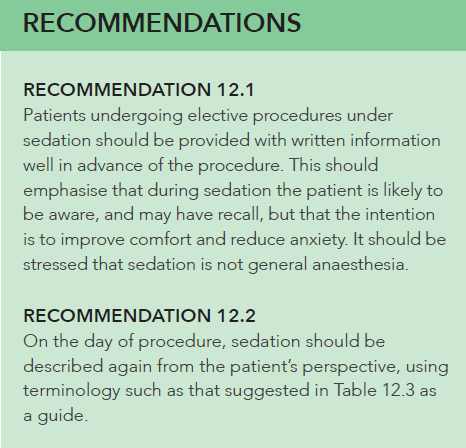 RECOMMENDATIONS
RECOMMENDATION 12.1
Patients undergoing elective procedures under
sedation should be provided with written information
well in advance of the procedure. This should
emphasise that during sedation the patient is likely to
be aware, and may have recall, but that the intention
is to improve comfort and reduce anxiety. It should be
stressed that sedation is not general anaesthesia.
RECOMMENDATION 12.2
On the day of procedure, sedation should be
described again from the patient’s perspective, using
terminology such as that suggested in Table 12.3 as
a guide.